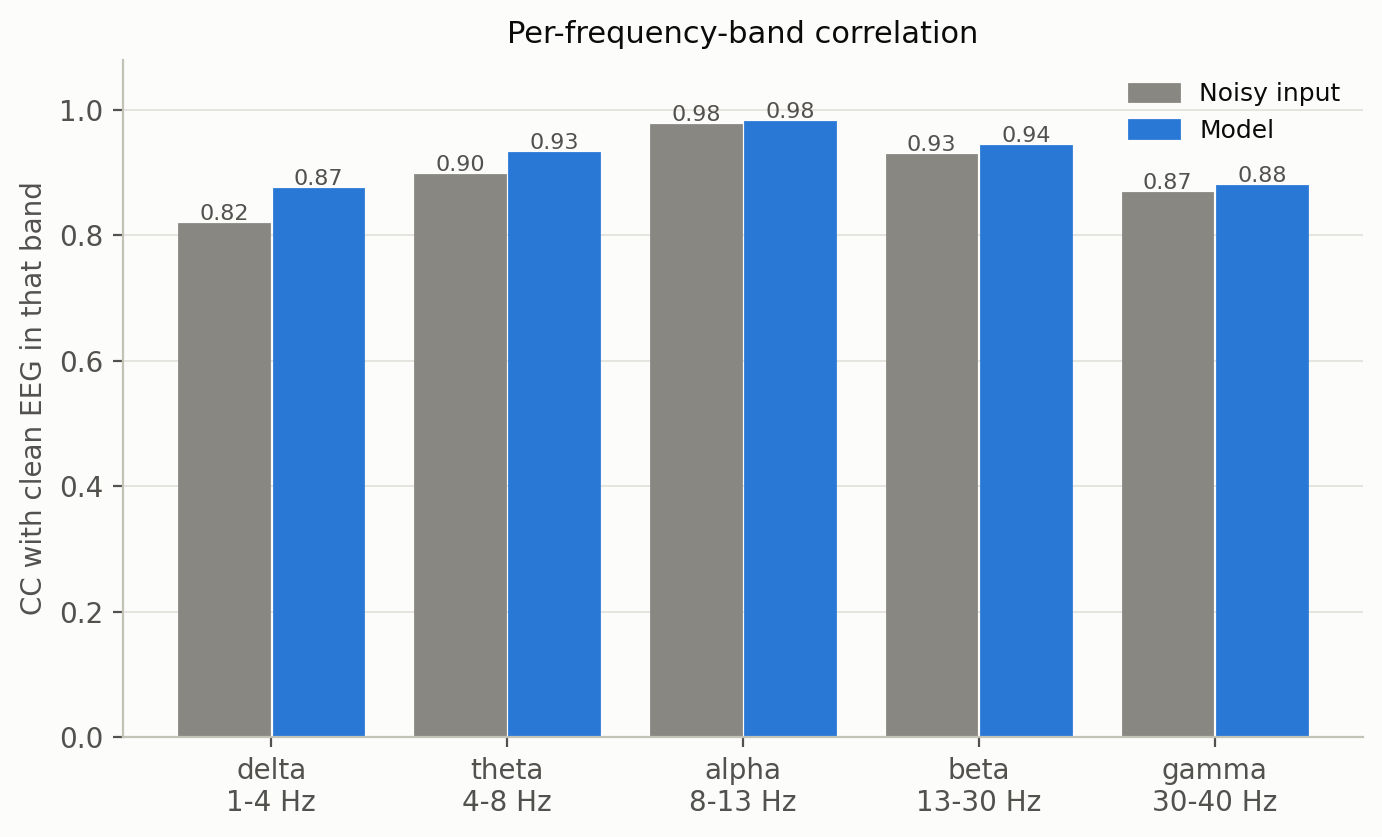 Per-frequency-band correlation
Noisy input
Model
CC with clean EEG in that band
1.0
0.8
0.6
0.4
0.2
0.0
0.82
0.87
0.90
0.93
0.98
0.98
0.93
0.94
0.87
0.88
delta
1-4 Hz
theta
4-8 Hz
alpha
8-13 Hz
beta
13-30 Hz
gamma
30-40 Hz